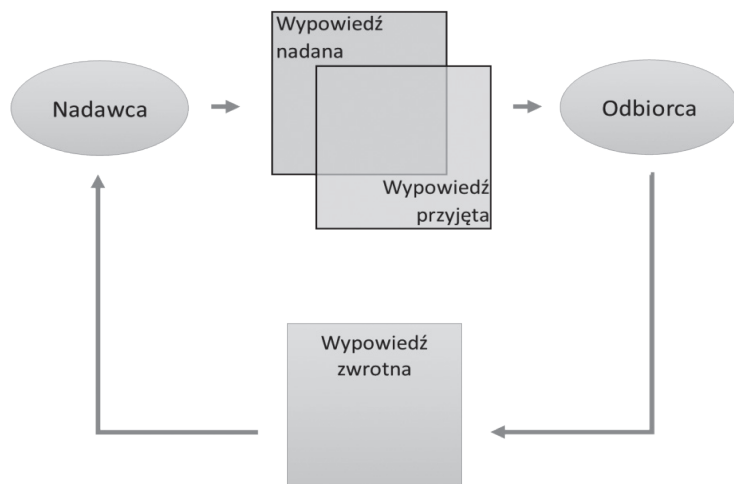 Wypowiedź
nadana
Nadawca
Odbiorca
Wypowiedź
przyjęta
Wypowiedź
zwrotna